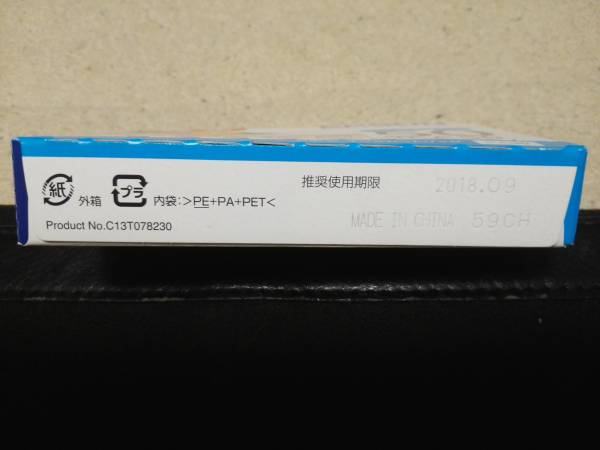 紙 外箱 プラ 内袋:>PE+PA+PET<
Product No.C13T078230
推奨使用期限 2018.09
MADE IN CHINA 59CH